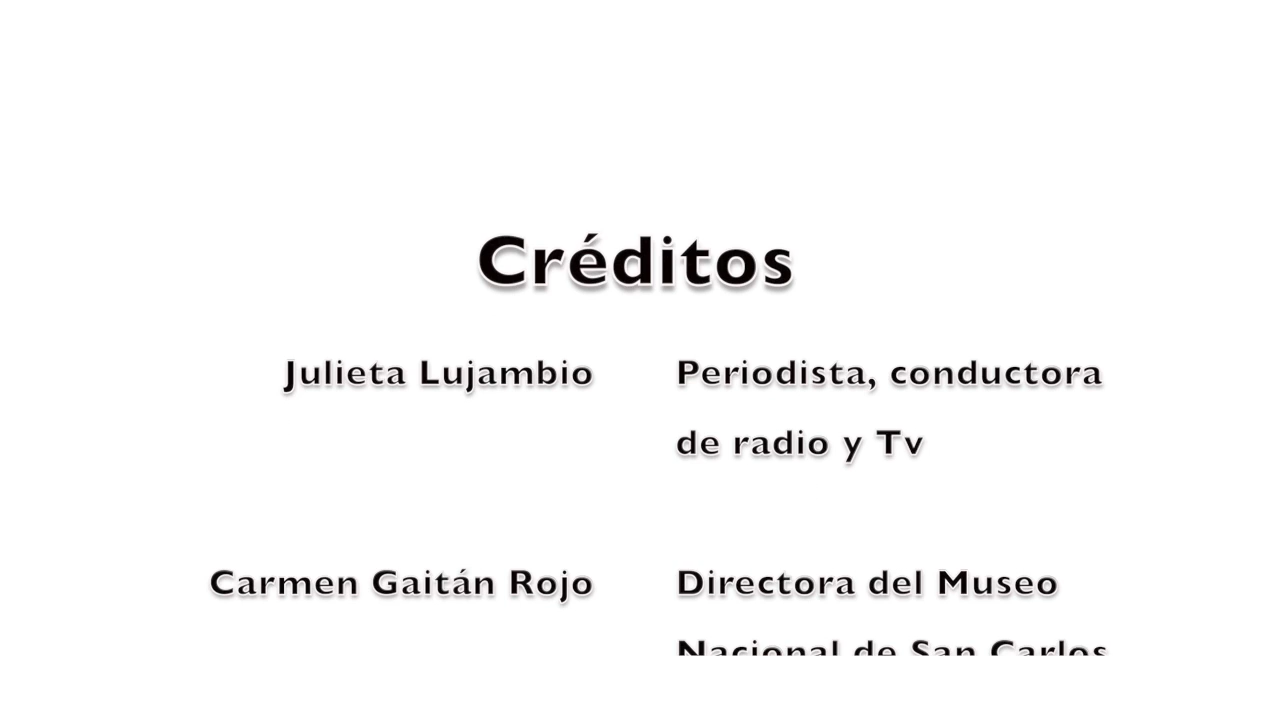 Créditos
Julieta Lujambio Periodista, conductora
de radio y Tv
Carmen Gaitán Rojo Directora del Museo
Nacional de San Carlos